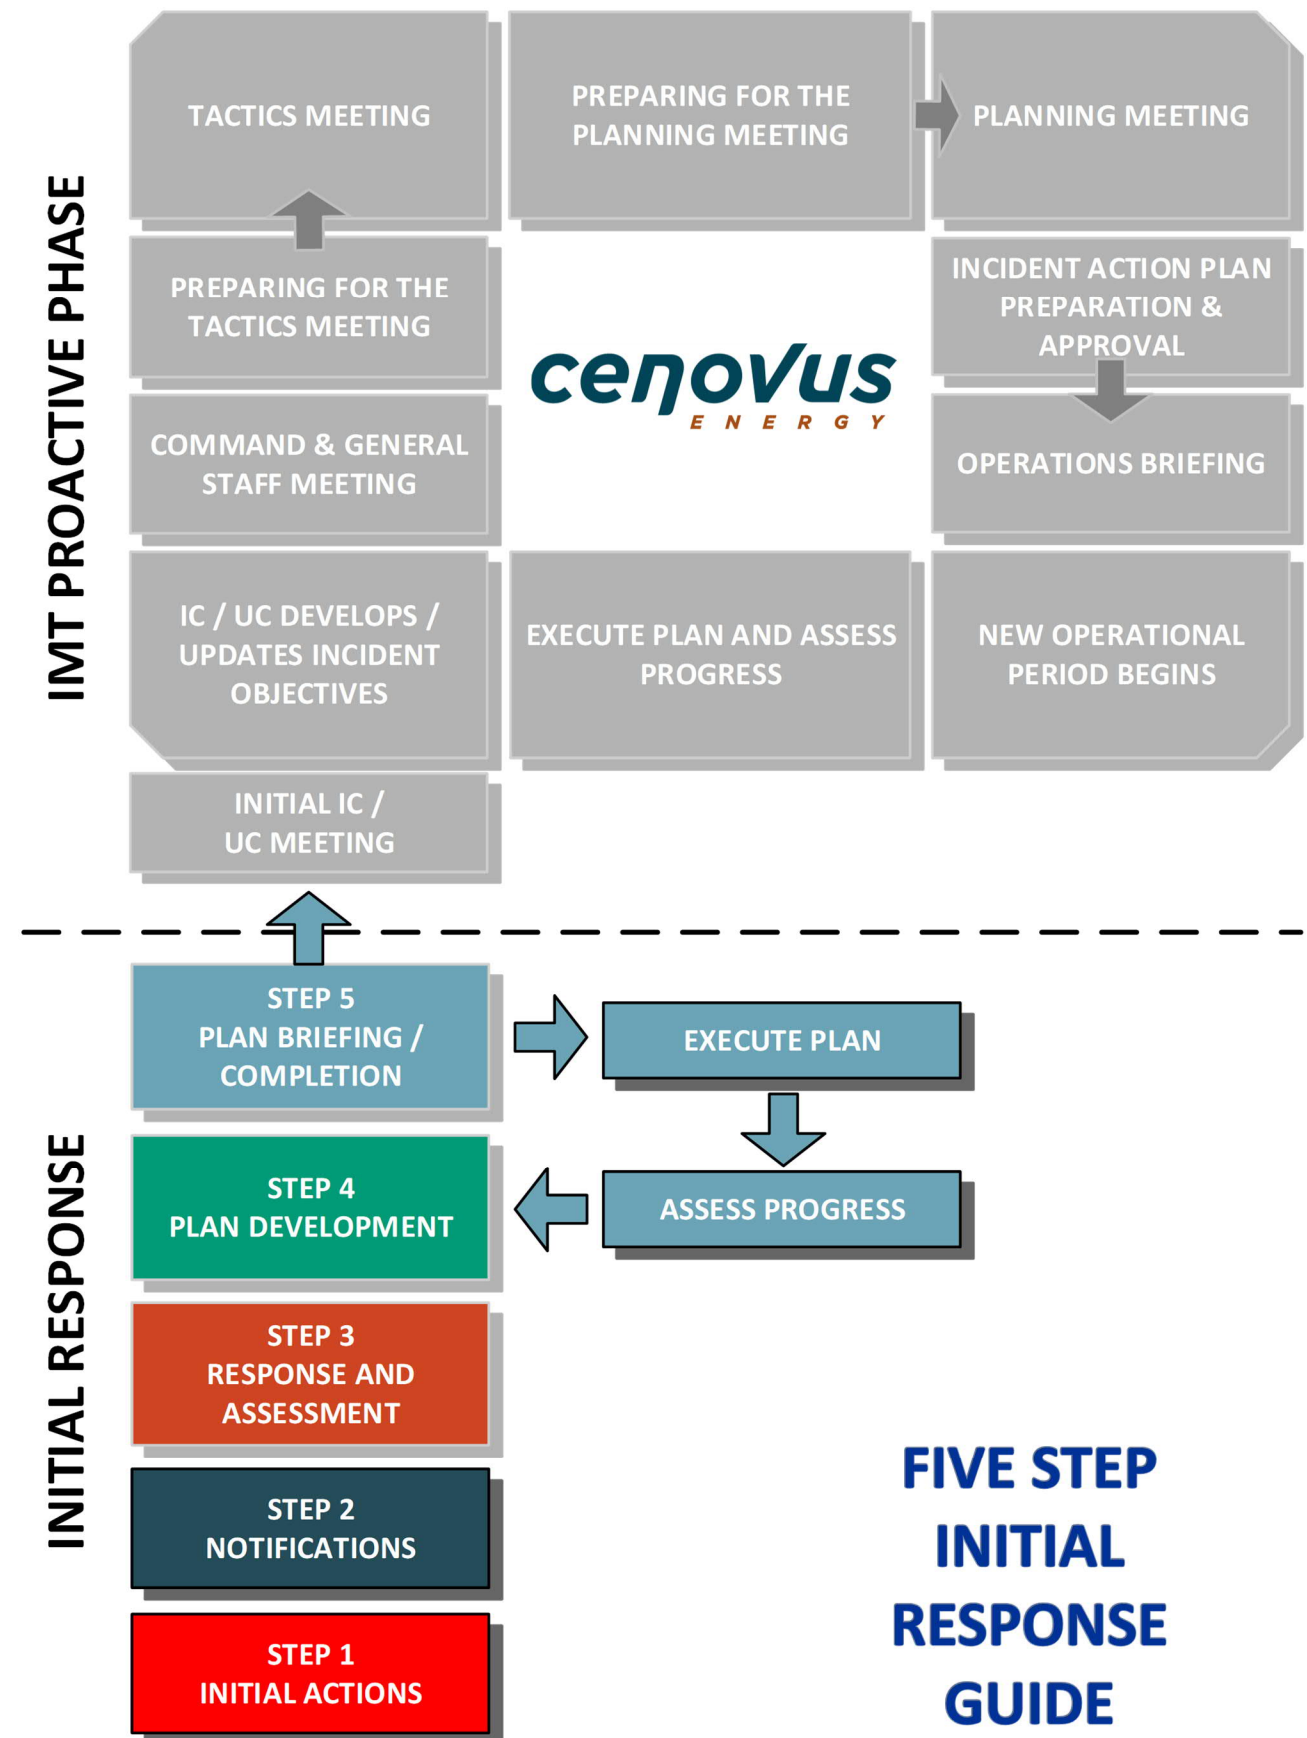 TACTICS MEETING
PREPARING FOR THE
PLANNING MEETING
PLANNING MEETING
IMT PROACTIVE PHASE
PREPARING FOR THE
TACTICS MEETING
INCIDENT ACTION PLAN
PREPARATION &
APPROVAL
cenovus
ENERGY
COMMAND & GENERAL
STAFF MEETING
OPERATIONS BRIEFING
IC / UC DEVELOPS /
UPDATES INCIDENT
OBJECTIVES
EXECUTE PLAN AND ASSESS
PROGRESS
NEW OPERATIONAL
PERIOD BEGINS
INITIAL IC /
UC MEETING
INITIAL RESPONSE
STEP 5
PLAN BRIEFING /
COMPLETION
EXECUTE PLAN
STEP 4
PLAN DEVELOPMENT
ASSESS PROGRESS
STEP 3
RESPONSE AND
ASSESSMENT
STEP 2
NOTIFICATIONS
STEP 1
INITIAL ACTIONS
FIVE STEP
INITIAL
RESPONSE
GUIDE